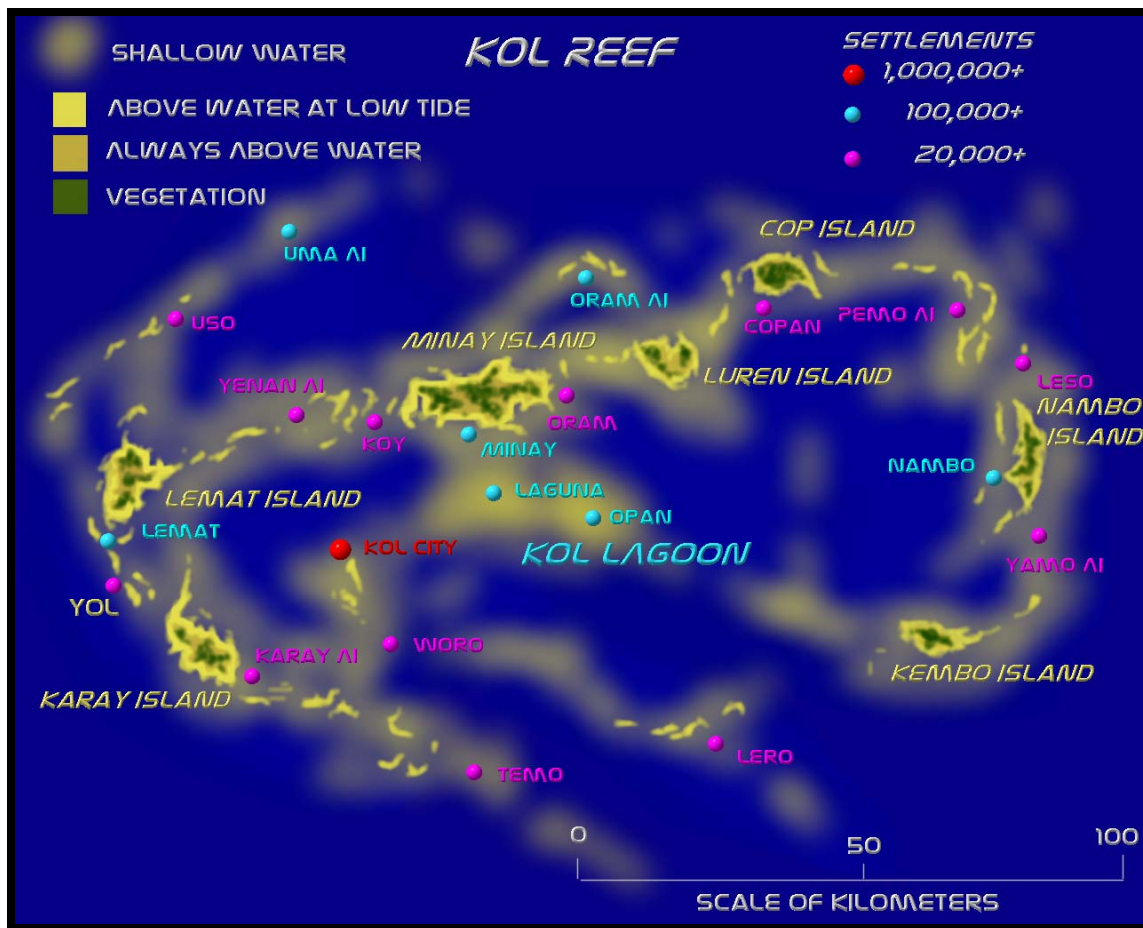 KOL REEF
SHALLOW WATER
ABOVE WATER AT LOW TIDE
ALWAYS ABOVE WATER
VEGETATION
SETTLEMENTS
1,000,000+
100,000+
20,000+
COP ISLAND
UMA AI
ORAM AI
COPAN
PEMO AI
USO
MINAY ISLAND
LUREN ISLAND
LESO
YENAN AI
NAMBO
ISLAND
KOY
ORAM
MINAY
NAMBO
LEMAT ISLAND
LAGUNA
OPAN
LEMAT
KOL CITY
KOL LAGOON
YAMO AI
YOL
WORO
KARAY AI
KEMBO ISLAND
KARAY ISLAND
LERO
TEMO
0
50
100
SCALE OF KILOMETERS